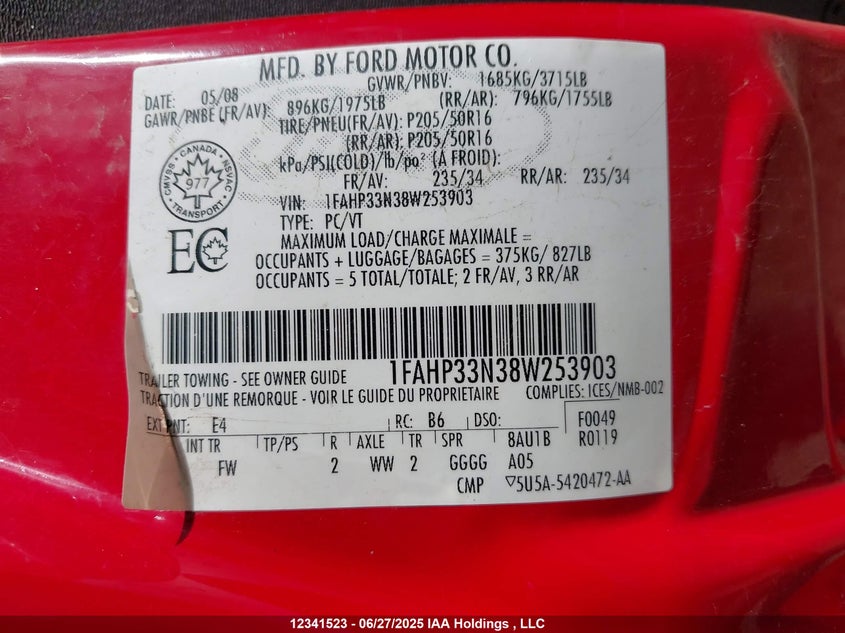 MFD. BY FORD MOTOR CO.
DATE: 05/08 GVWR/PNBV: 1685KG/3715LB
GAWR/PNBE (FR/AV): 896KG/1975LB (RR/AR): 796KG/1755LB
TIRE/PNEU(FR/AV): P205/50R16
(RR/AR): P205/50R16
kPa/PSI(COLD)/lb/po² (A FROID):
FR/AV: 235/34 RR/AR: 235/34
VIN: 1FAHP33N38W253903
TYPE: PC/VT
CMVSS • CANADA • NSVAC
977
TRANSPORT
EC
MAXIMUM LOAD/CHARGE MAXIMALE =
OCCUPANTS + LUGGAGE/BAGAGES = 375KG/ 827LB
OCCUPANTS = 5 TOTAL/TOTALE; 2 FR/AV, 3 RR/AR
1FAHP33N38W253903
TRAILER TOWING - SEE OWNER GUIDE COMPLIES: ICES/NMB-002
TRACTION D'UNE REMORQUE - VOIR LE GUIDE DU PROPRIETAIRE
EXT PNT: E4 RC: B6 DSO: F0049
INT TR TP/PS R AXLE TR SPR 8AU1B R0119
FW 2 WW 2 GGGG A05
CMP ▽5U5A-5420472-AA
12341523 - 06/27/2025 IAA Holdings , LLC